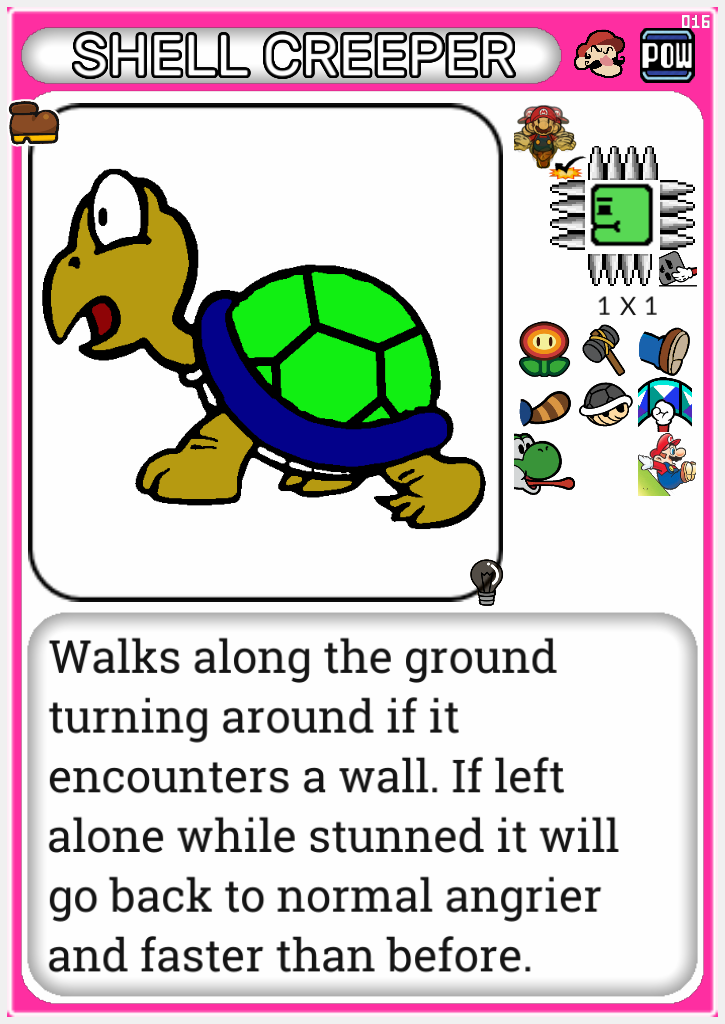 016
SHELL CREEPER
POW
1 X 1
Walks along the ground
turning around if it
encounters a wall. If left
alone while stunned it will
go back to normal angrier
and faster than before.